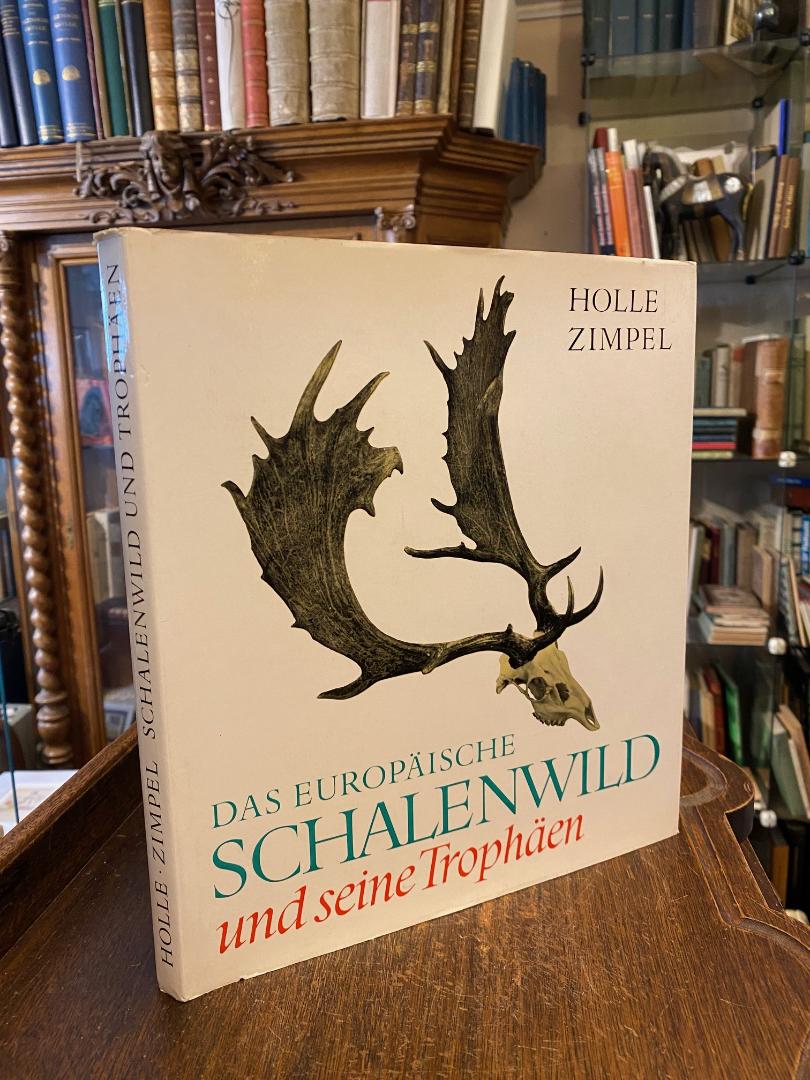 HOLLE
ZIMPEL
DAS EUROPÄISCHE
SCHALENWILD
und seine Trophäen
HOLLE · ZIMPEL SCHALENWILD UND TROPHÄEN